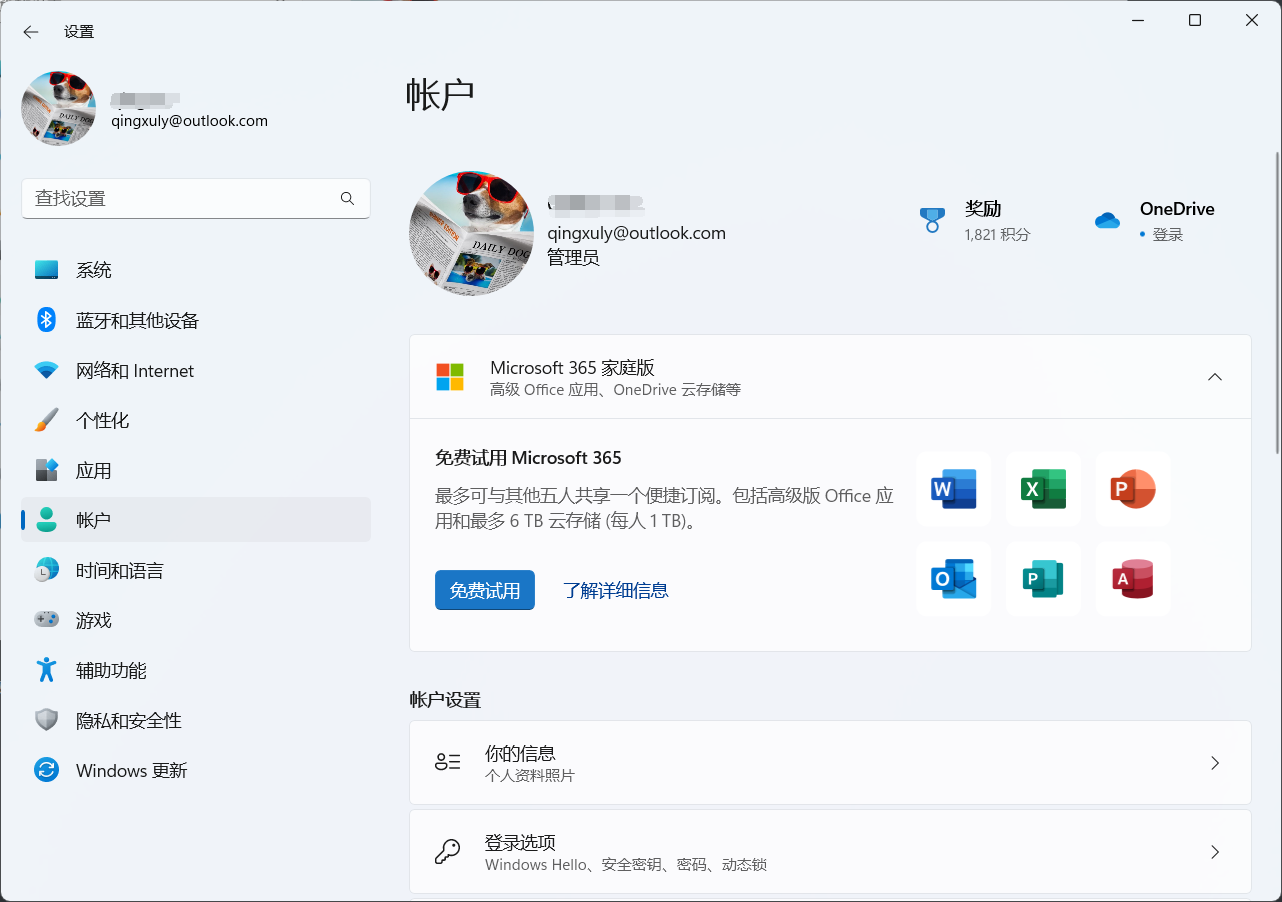 设置
qingxuly@outlook.com
查找设置
系统
蓝牙和其他设备
网络和 Internet
个性化
应用
帐户
时间和语言
游戏
辅助功能
隐私和安全性
Windows 更新
帐户
DAILY DOG
qingxuly@outlook.com
管理员
奖励
1,821 积分
OneDrive
• 登录
Microsoft 365 家庭版
高级 Office 应用、OneDrive 云存储等
免费试用 Microsoft 365
最多可与其他五人共享一个便捷订阅。包括高级版 Office 应
用和最多 6 TB 云存储 (每人 1 TB)。
免费试用
了解详细信息
W
X
P
O
P
A
帐户设置
你的信息
个人资料照片
登录选项
Windows Hello、安全密钥、密码、动态锁